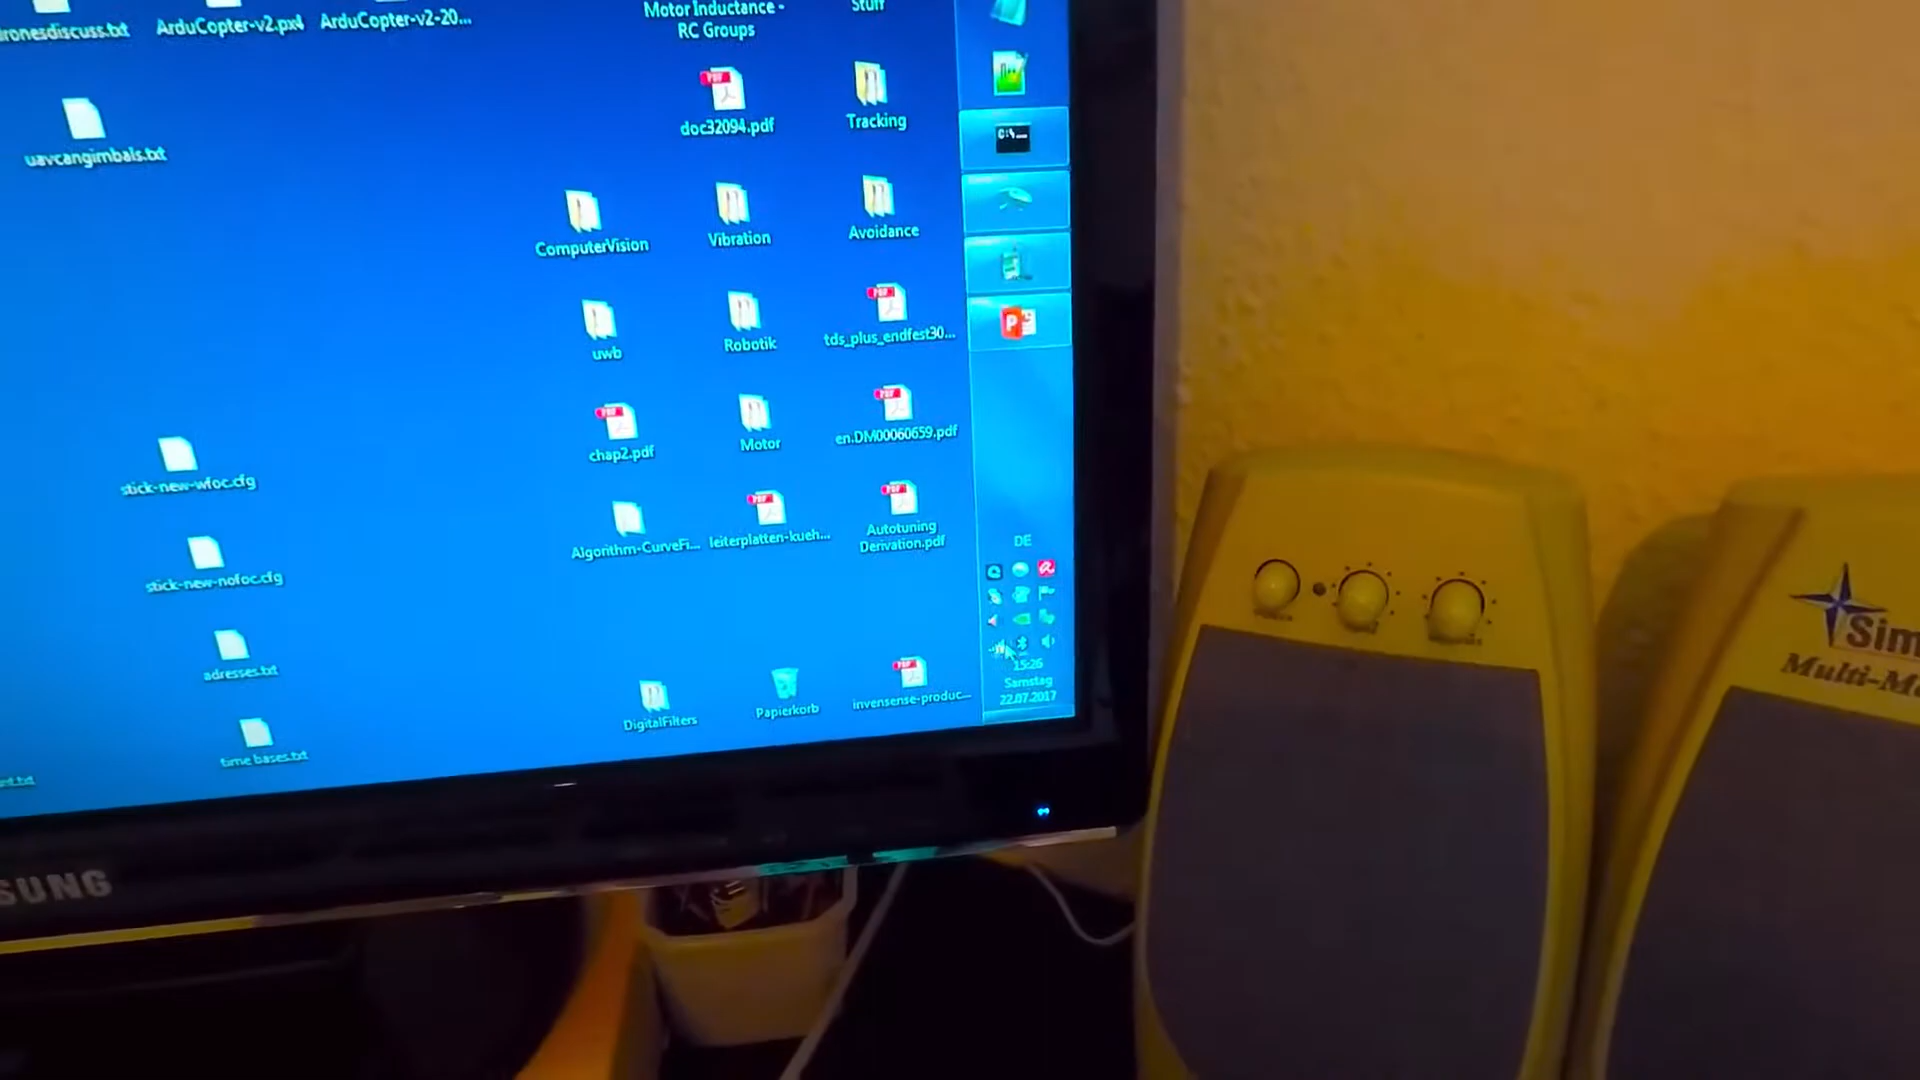 ArduCopter-v2.px4
ArduCopter-v2-20...
Motor Inductance -
RC Groups
Stuff
uavcangimbals.txt
doc32094.pdf
Tracking
C:\
ComputerVision
Vibration
Avoidance
uwb
Robotik
tds_plus_endfest30...
chap2.pdf
Motor
en.DM00060659.pdf
stick-new-wfoc.cfg
Algorithm-CurveFi...
leiterplatten-kueh...
Autotuning
Derivation.pdf
DE
stick-new-nofoc.cfg
adresses.txt
DigitalFilters
Papierkorb
invensense-produc...
15:26
Samstag
22.07.2017
time bases.txt
SUNG
Sim
Multi-M